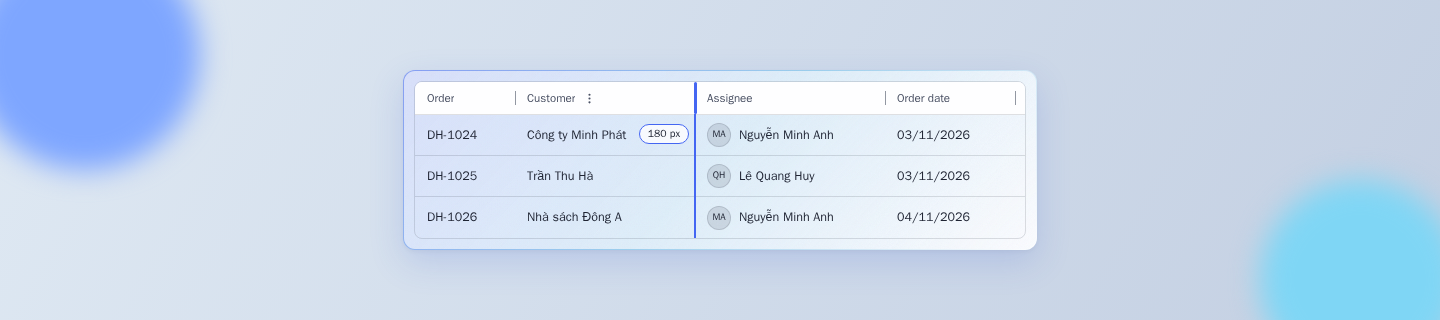 Order Customer Assignee Order date
DH-1024 Công ty Minh Phát 180 px MA Nguyễn Minh Anh 03/11/2026
DH-1025 Trần Thu Hà QH Lê Quang Huy 03/11/2026
DH-1026 Nhà sách Đông A MA Nguyễn Minh Anh 04/11/2026